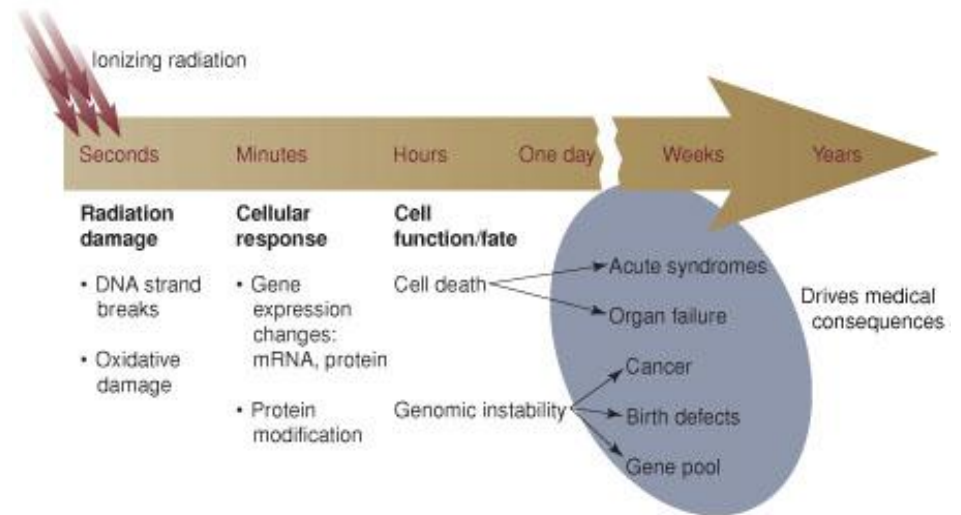 Ionizing radiation
Seconds
Minutes
Hours
One day
Weeks
Years
Radiation
damage
• DNA strand
breaks
• Oxidative
damage
Cellular
response
• Gene
expression
changes:
mRNA, protein
• Protein
modification
Cell
function/fate
Cell death
Genomic instability
Acute syndromes
Organ failure
Cancer
Birth defects
Gene pool
Drives medical
consequences